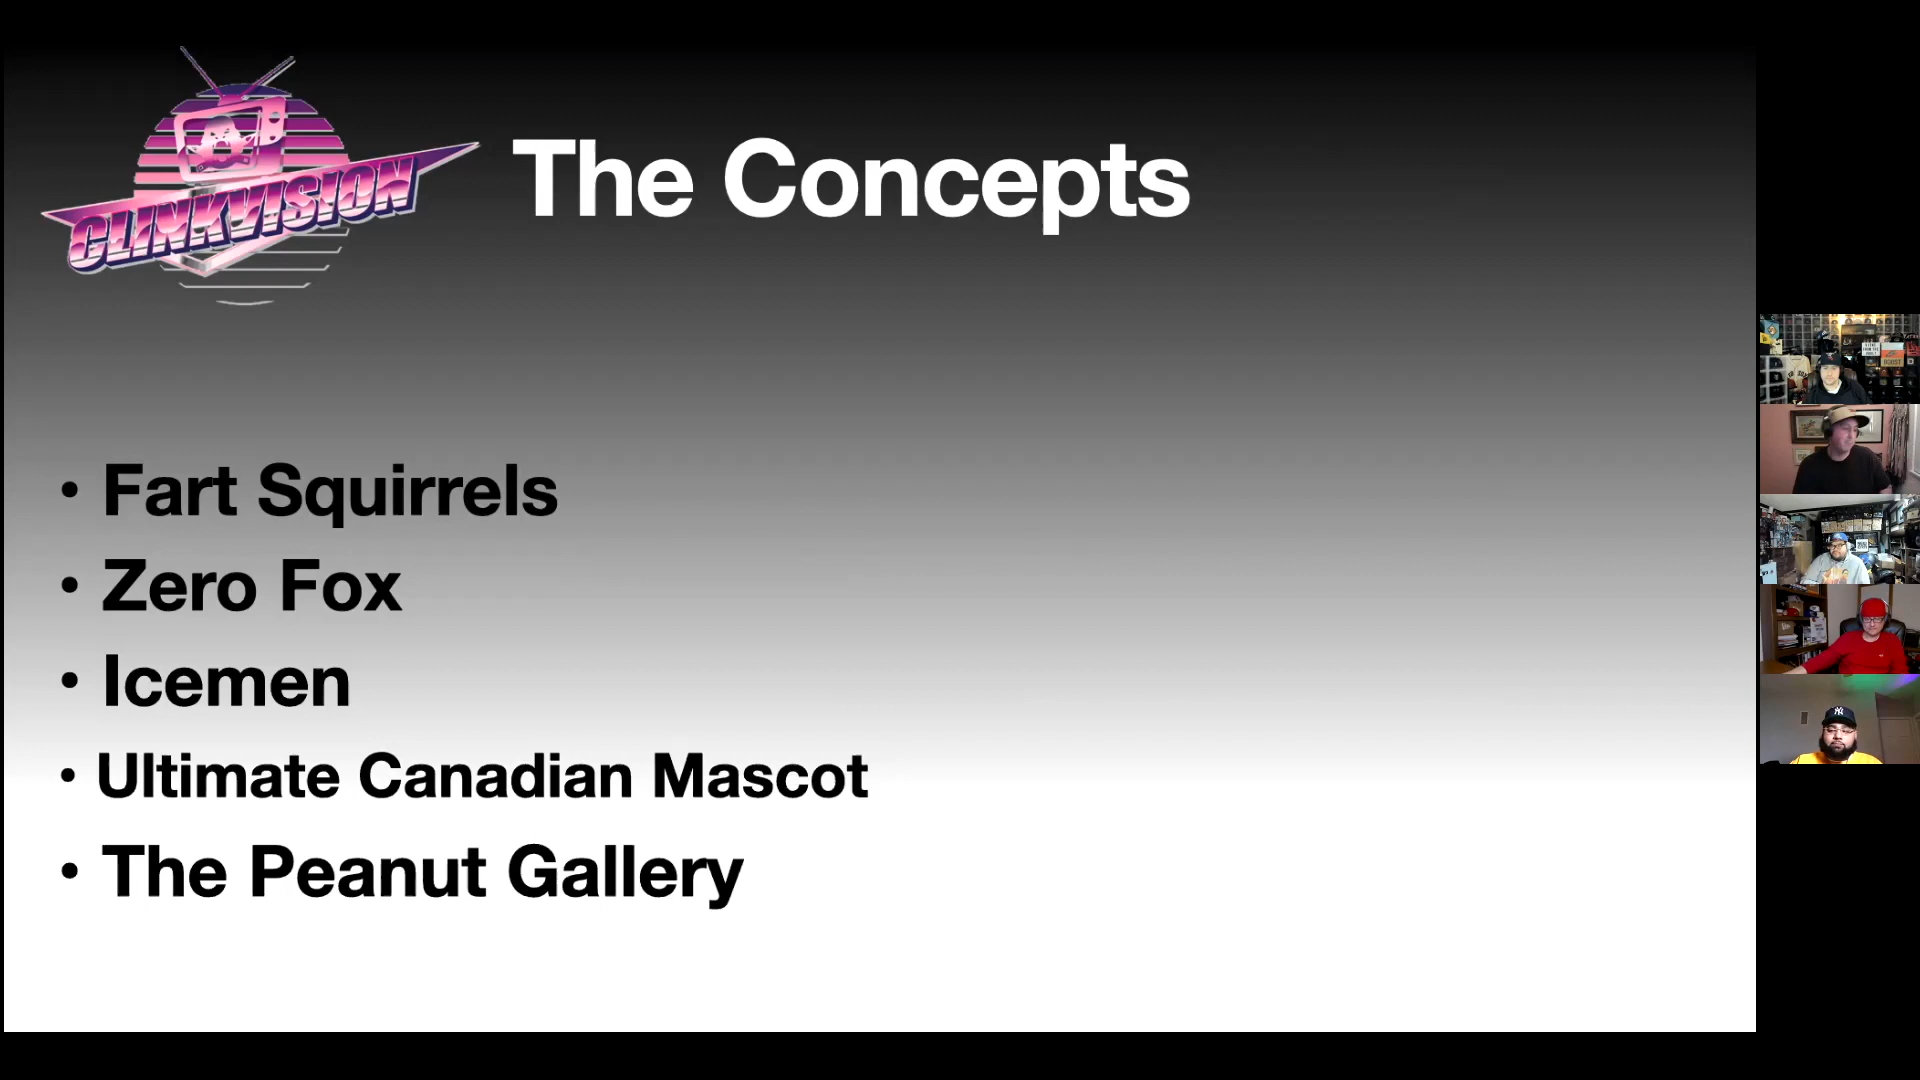 CLINKVISION
The Concepts
• Fart Squirrels
• Zero Fox
• Icemen
• Ultimate Canadian Mascot
• The Peanut Gallery